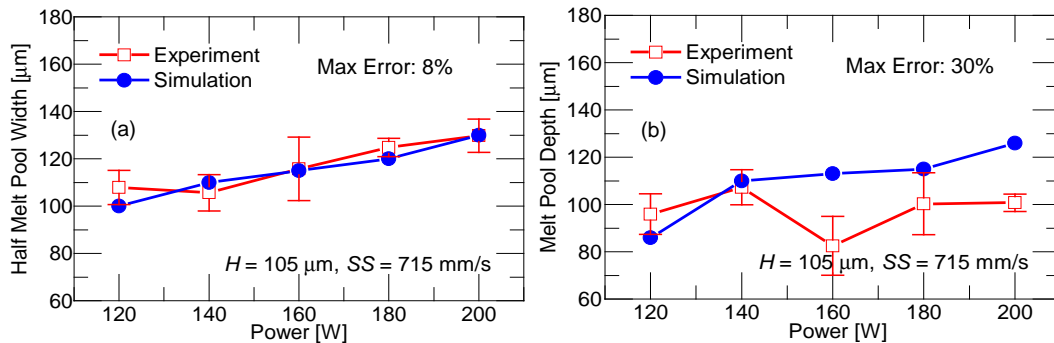 180
160
140
120
100
80
60
Half Melt Pool Width [μm]
Experiment
Simulation
Max Error: 8%
(a)
H = 105 μm, SS = 715 mm/s
120 140 160 180 200
Power [W]
180
160
140
120
100
80
60
Melt Pool Depth [μm]
Experiment
Simulation
Max Error: 30%
(b)
H = 105 μm, SS = 715 mm/s
120 140 160 180 200
Power [W]